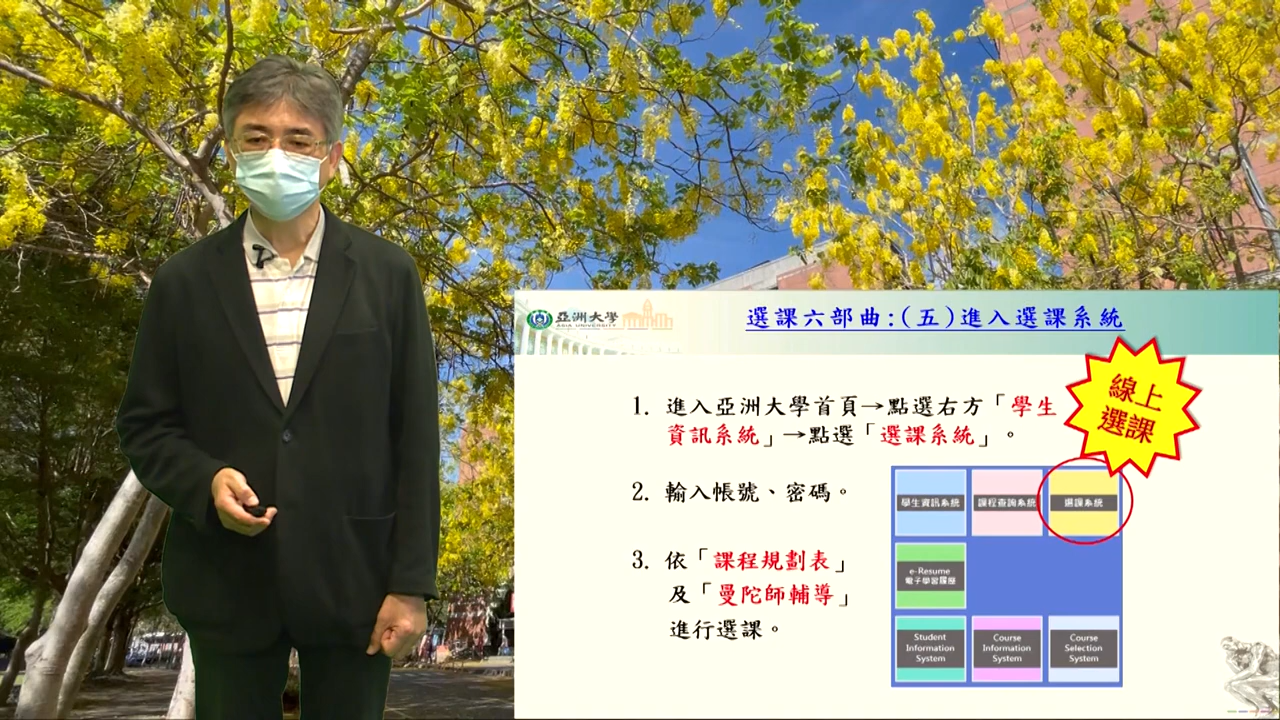 亞洲大學
ASIA UNIVERSITY
選課六部曲:(五)進入選課系統
線上
選課
1. 進入亞洲大學首頁→點選右方「學生
資訊系統」→點選「選課系統」。
2. 輸入帳號、密碼。
3. 依「課程規劃表」
及「曼陀師輔導」
進行選課。
學生資訊系統
課程查詢系統
選課系統
e-Resume
電子學習履歷
Student
Information
System
Course
Information
System
Course
Selection
System